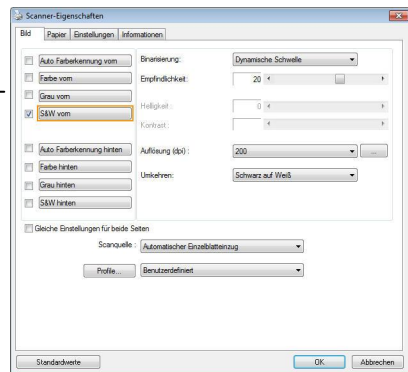 Scanner-Eigenschaften
Bild Papier Einstellungen Informationen
Auto Farberkennung vorn
Farbe vorn
Grau vorn
S&W vorn
Auto Farberkennung hinten
Farbe hinten
Grau hinten
S&W hinten
Binarisierung: Dynamische Schwelle
Empfindlichkeit: 20
Helligkeit: 0
Kontrast:
Auflösung (dpi) : 200 ...
Umkehren: Schwarz auf Weiß
Gleiche Einstellungen für beide Seiten
Scanquelle : Automatischer Einzelblatteinzug
Profile... Benutzerdefiniert
Standardwerte OK Abbrechen